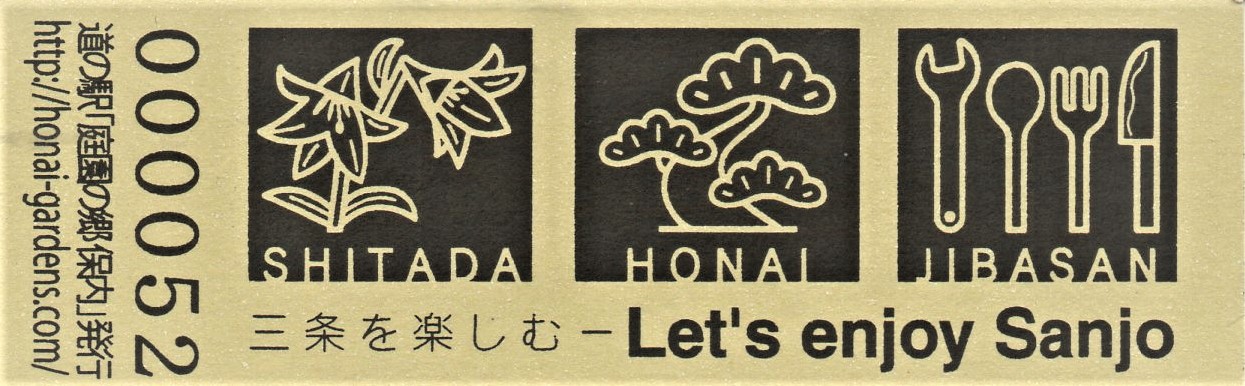 http://honai-gardens.com/
道の駅「庭園の郷保内」発行
0000052
SHITADA
HONAI
JIBASAN
三条を楽しむ－Let's enjoy Sanjo